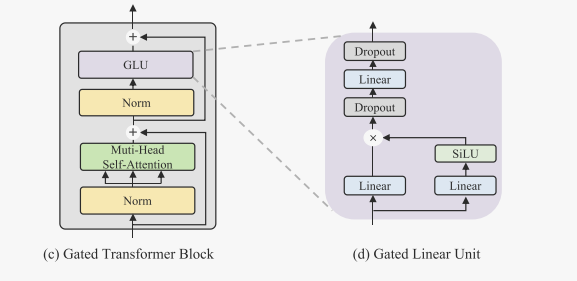 +
GLU
Norm
+
Muti-Head
Self-Attention
Norm
(c) Gated Transformer Block
Dropout
Linear
Dropout
×
SiLU
Linear
Linear
(d) Gated Linear Unit